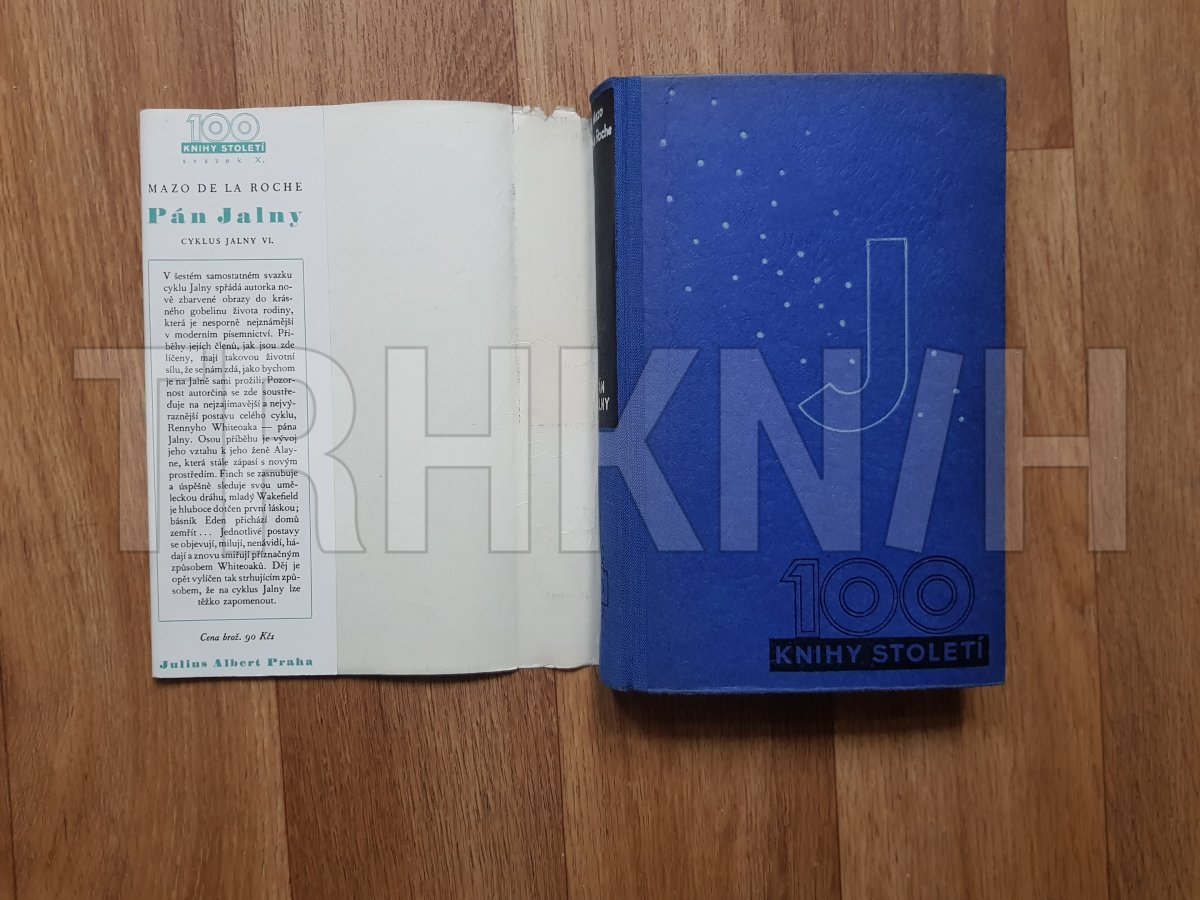 100
KNIHY STOLETÍ
svazek X.
MAZO DE LA ROCHE
Pán Jalny
CYKLUS JALNY VI.
V šestém samostatném svazku
cyklu Jalny spřádá autorka no-
vě zbarvené obrazy do krás-
ného gobelinu života rodiny,
která je nesporně nejznámější
v moderním písemnictví. Pří-
běhy jejích členů, jak jsou zde
líčeny, mají takovou životní
sílu, že se nám zdá, jako bychom
je na Jalně sami prožili. Pozor-
nost autorčina se zde soustře-
ďuje na nejzajímavější a nejvý-
raznější postavu celého cyklu,
Rennyho Whiteoaka — pána
Jalny. Osou příběhu je vývoj
jeho vztahu k jeho ženě Alay-
ne, která stále zápasí s novým
prostředím. Finch se zasnubuje
a úspěšně sleduje svou umě-
leckou dráhu, mladý Wakefield
je hluboce dotčen první láskou;
básník Eden přichází domů
zemřít... Jednotlivé postavy
se objevují, milují, nenávidí, há-
dají a znovu smiřují příznačným
způsobem Whiteoaků. Děj je
opět vylíčen tak strhujícím způ-
sobem, že na cyklus Jalny lze
těžko zapomenout.
Cena brož. 90 Kčs
Julius Albert Praha
Roche
J
100
KNIHY STOLETÍ
TRHKNIH